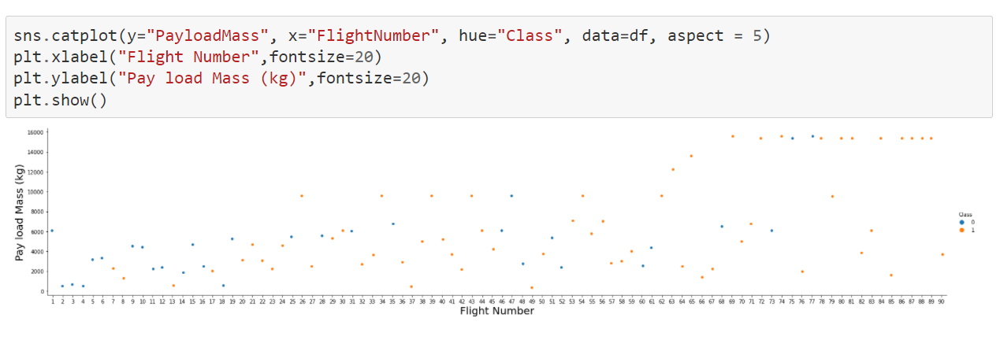 sns.catplot(y="PayloadMass", x="FlightNumber", hue="Class", data=df, aspect = 5)
plt.xlabel("Flight Number",fontsize=20)
plt.ylabel("Pay load Mass (kg)",fontsize=20)
plt.show()
Pay load Mass (kg)
16000
14000
12000
10000
8000
6000
4000
2000
0
1 2 3 4 5 6 7 8 9 10 11 12 13 14 15 16 17 18 19 20 21 22 23 24 25 26 27 28 29 30 31 32 33 34 35 36 37 38 39 40 41 42 43 44 45 46 47 48 49 50 51 52 53 54 55 56 57 58 59 60 61 62 63 64 65 66 67 68 69 70 71 72 73 74 75 76 77 78 79 80 81 82 83 84 85 86 87 88 89 90
Flight Number
Class
0
1